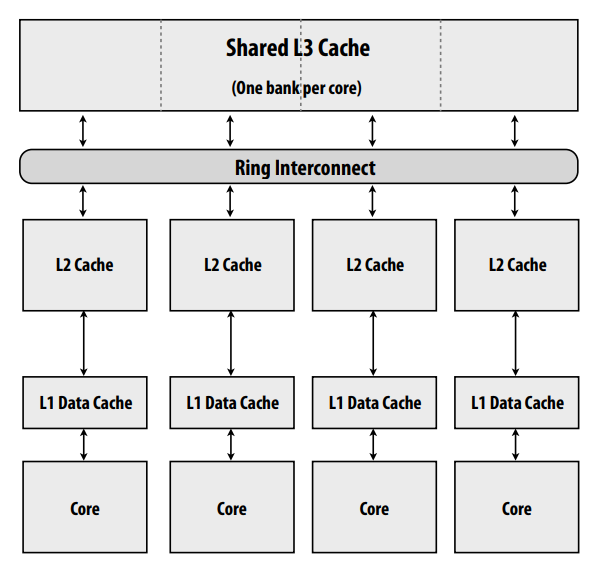 Shared L3 Cache
(One bank per core)
Ring Interconnect
L2 Cache
L2 Cache
L2 Cache
L2 Cache
L1 Data Cache
L1 Data Cache
L1 Data Cache
L1 Data Cache
Core
Core
Core
Core